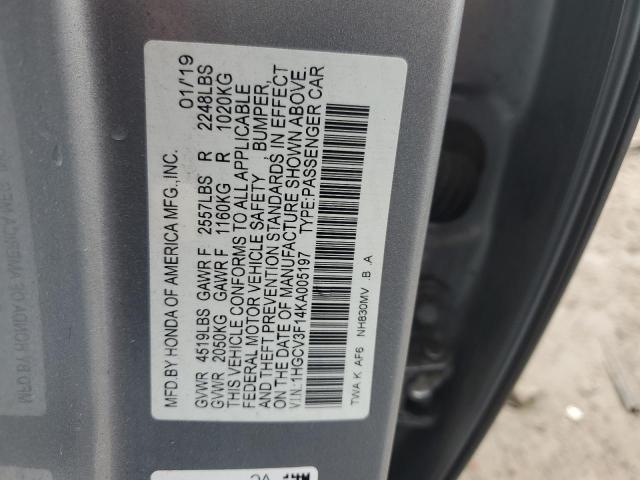 MFD.BY HONDA OF AMERICA MFG.,INC. 01/'19
GVWR 4519LBS GAWR F 2557LBS R 2248LBS
GVWR 2050KG GAWR F 1160KG R 1020KG
THIS VEHICLE CONFORMS TO ALL APPLICABLE
FEDERAL MOTOR VEHICLE SAFETY BUMPER,
AND THEFT PREVENTION STANDARDS IN EFFECT
ON THE DATE OF MANUFACTURE SHOWN ABOVE.
V.I.N.:1HGCV3F14KA005197 TYPE:PASSENGER CAR
TWA K AF6 NH830MV .B .A